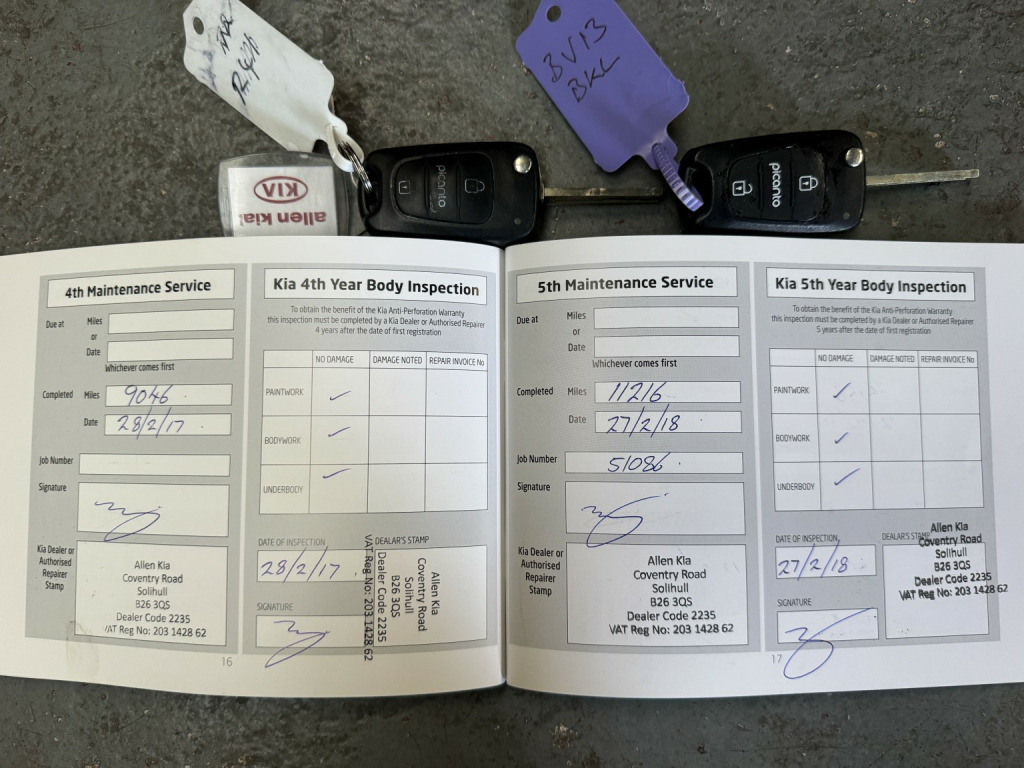 BV13
BKL
KIA
allen kia
picanto
picanto
4th Maintenance Service
Due at Miles
or
Date
Whichever comes first
Completed Miles 9046
Date 28/2/17
Job Number
Signature
Kia Dealer or
Authorised
Repairer
Stamp
Allen Kia
Coventry Road
Solihull
B26 3QS
Dealer Code 2235
VAT Reg No: 203 1428 62
16
Kia 4th Year Body Inspection
To obtain the benefit of the Kia Anti-Perforation Warranty
this inspection must be completed by a Kia Dealer or Authorised Repairer
4 years after the date of first registration
NO DAMAGE DAMAGE NOTED REPAIR INVOICE No
PAINTWORK
BODYWORK
UNDERBODY
DATE OF INSPECTION DEALAR'S STAMP
28/2/17
SIGNATURE
Allen Kia
Coventry Road
Solihull
B26 3QS
Dealer Code 2235
VAT Reg No: 203 1428 62
5th Maintenance Service
Due at Miles
or
Date
Whichever comes first
Completed Miles 11216
Date 27/2/18
Job Number 51086
Signature
Kia Dealer or
Authorised
Repairer
Stamp
Allen Kia
Coventry Road
Solihull
B26 3QS
Dealer Code 2235
VAT Reg No: 203 1428 62
17
Kia 5th Year Body Inspection
To obtain the benefit of the Kia Anti-Perforation Warranty
this inspection must be completed by a Kia Dealer or Authorised Repairer
5 years after the date of first registration
NO DAMAGE DAMAGE NOTED REPAIR INVOICE No
PAINTWORK
BODYWORK
UNDERBODY
DATE OF INSPECTION DEALAR'S STAMP
27/2/18
SIGNATURE
Allen Kia
Coventry Road
Solihull
B26 3QS
Dealer Code 2235
VAT Reg No: 203 1428 62